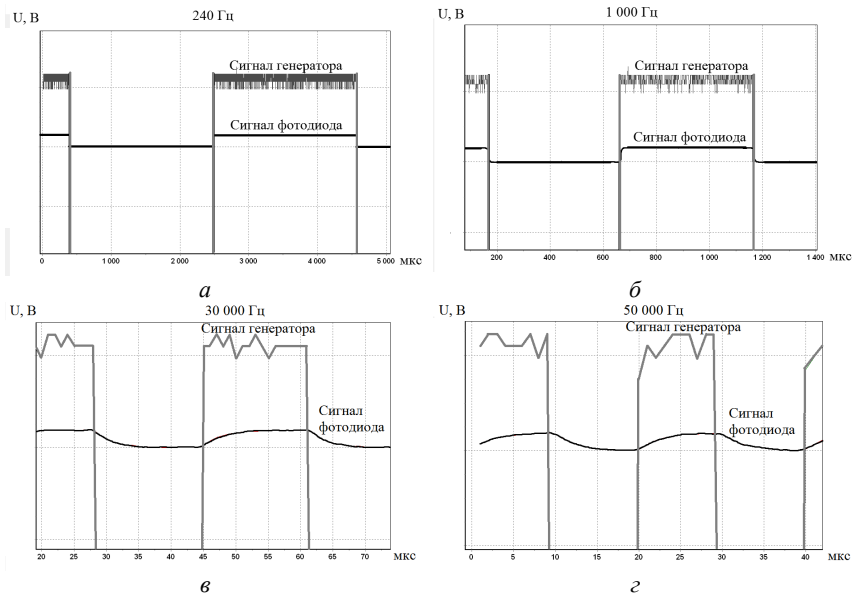 U, В
240 Гц
Сигнал генератора
Сигнал фотодиода
0 1 000 2 000 3 000 4 000 5 000 мкс
а
U, В
1 000 Гц
Сигнал генератора
Сигнал фотодиода
200 400 600 800 1 000 1 200 1 400
мкс
б
U, В
30 000 Гц
Сигнал генератора
Сигнал
фотодиода
20 25 30 35 40 45 50 55 60 65 70 мкс
в
U, В
50 000 Гц
Сигнал генератора
Сигнал
фотодиода
0 5 10 15 20 25 30 35 40 мкс
г